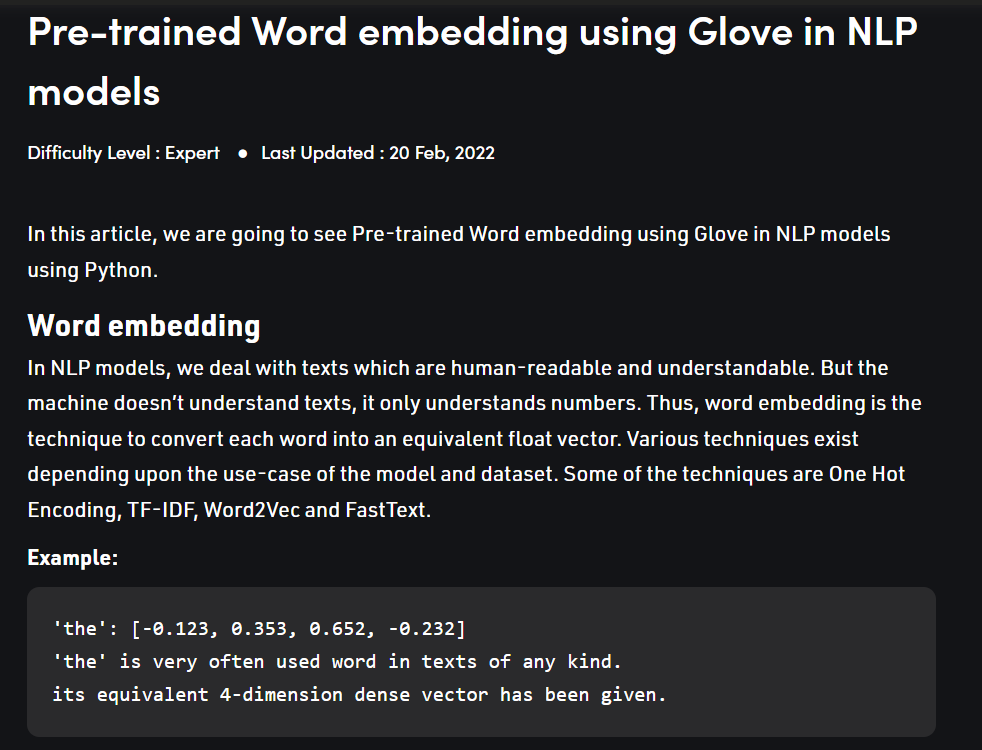 Pre-trained Word embedding using Glove in NLP
models
Difficulty Level : Expert ● Last Updated : 20 Feb, 2022
In this article, we are going to see Pre-trained Word embedding using Glove in NLP models
using Python.
Word embedding
In NLP models, we deal with texts which are human-readable and understandable. But the
machine doesn’t understand texts, it only understands numbers. Thus, word embedding is the
technique to convert each word into an equivalent float vector. Various techniques exist
depending upon the use-case of the model and dataset. Some of the techniques are One Hot
Encoding, TF-IDF, Word2Vec and FastText.
Example:
'the': [-0.123, 0.353, 0.652, -0.232]
'the' is very often used word in texts of any kind.
its equivalent 4-dimension dense vector has been given.